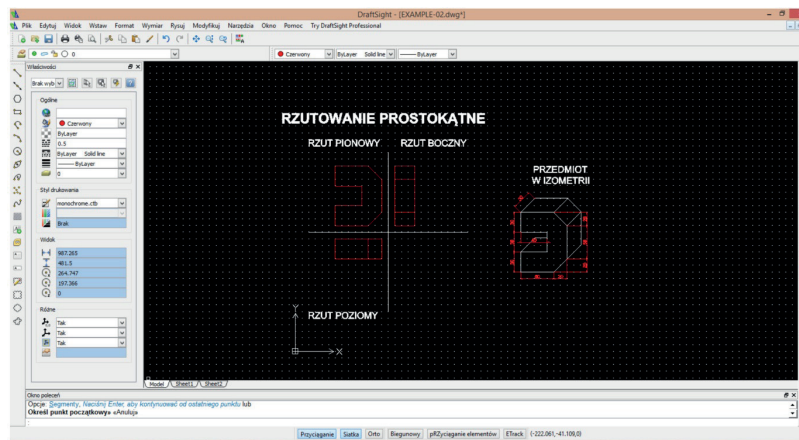 DraftSight - [EXAMPLE-02.dwg*]
Plik Edytuj Widok Wstaw Format Wymiar Rysuj Modyfikuj Narzędzia Okno Pomoc Try DraftSight Professional
0 Czerwony ByLayer Solid line ByLayer
Właściwości
Brak wyb
Ogólne
Czerwony
ByLayer
0.5
ByLayer Solid line
ByLayer
0
Styl drukowania
monochrome.ctb
Brak
Widok
987.265
481.5
264.747
197.366
0
Różne
Tak
Tak
Tak
RZUTOWANIE PROSTOKĄTNE
RZUT PIONOWY RZUT BOCZNY
PRZEDMIOT
W IZOMETRII
RZUT POZIOMY
Y
X
Model Sheet1 Sheet2
Okno poleceń
Opcje: Segmenty, Naciśnij Enter, aby kontynuować od ostatniego punktu lub
Określ punkt początkowy» «Anuluj»
:
Przyciąganie Siatka Orto Biegunowy pRZyciąganie elementów ETrack (-222.061,-41.109,0)